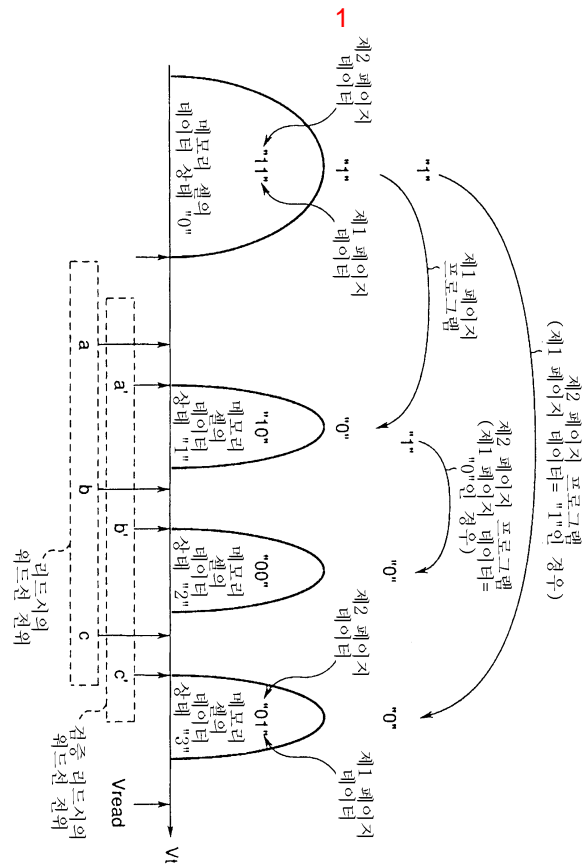 1
제2 페이지 프로그램
(제1 페이지 데이터= "1"인 경우)
제2 페이지 프로그램
(제1 페이지 데이터=
"0"인 경우)
제1 페이지
프로그램
"1"
"1"
"0"
"1"
"0"
"0"
제2 페이지
데이터
제1 페이지
데이터
"11"
메모리 셀의
데이터 상태 "0"
"10"
메모리
셀의
데이터
상태 "1"
"00"
메모리
셀의
데이터
상태 "2"
제2 페이지
데이터
제1 페이지
데이터
"01"
메모리
셀의
데이터
상태 "3"
Vt
a'
b'
c'
Vread
a
b
c
리드시의
워드선 전위
검증 리드시의
워드선 전위